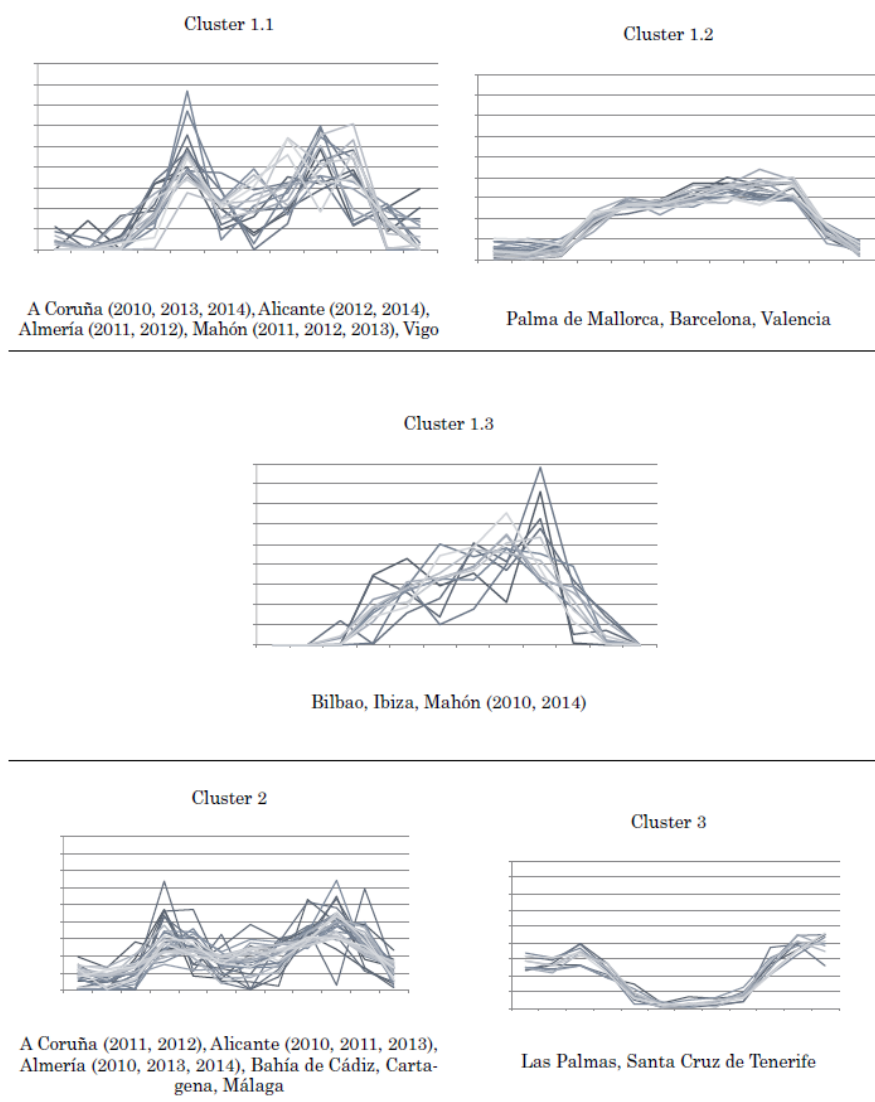 Cluster 1.1
Cluster 1.2
A Coruña (2010, 2013, 2014), Alicante (2012, 2014),
Almería (2011, 2012), Mahón (2011, 2012, 2013), Vigo
Palma de Mallorca, Barcelona, Valencia
Cluster 1.3
Bilbao, Ibiza, Mahón (2010, 2014)
Cluster 2
Cluster 3
A Coruña (2011, 2012), Alicante (2010, 2011, 2013),
Almería (2010, 2013, 2014), Bahía de Cádiz, Carta-
gena, Málaga
Las Palmas, Santa Cruz de Tenerife